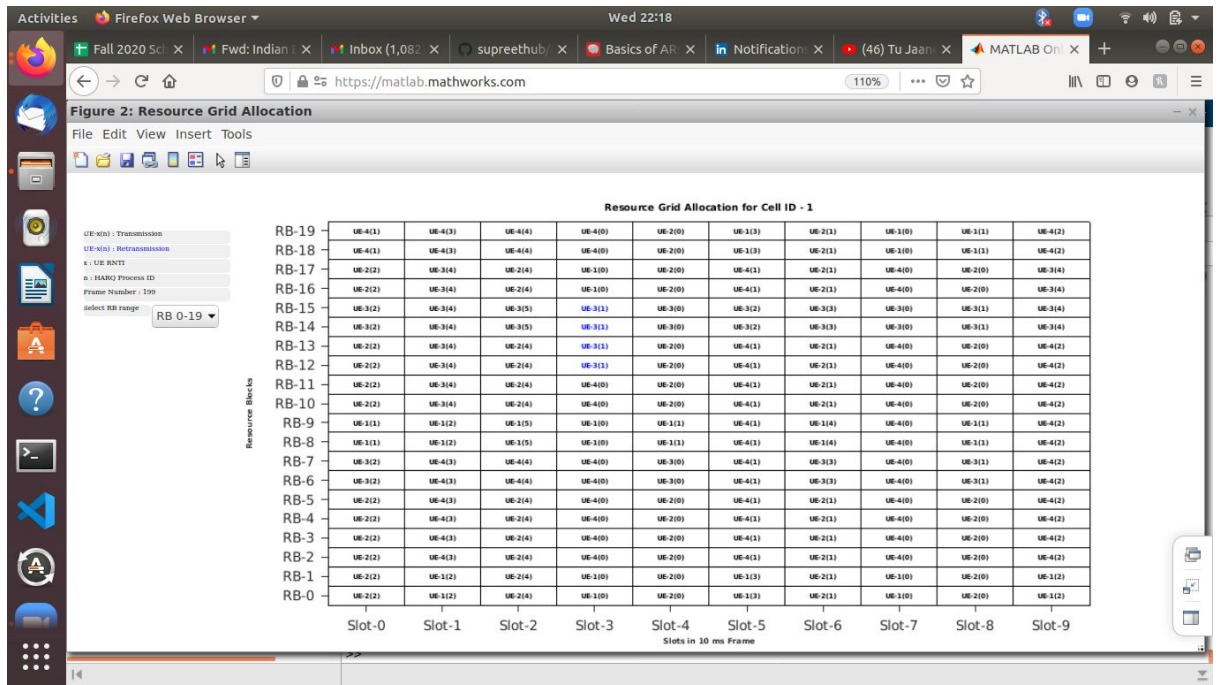 Activities Firefox Web Browser Wed 22:18
Fall 2020 Sch Fwd: Indian Inbox (1,082 supreethub/ Basics of AR Notification (46) Tu Jaan MATLAB Onl
https://matlab.mathworks.com 110%
Figure 2: Resource Grid Allocation
File Edit View Insert Tools
Resource Grid Allocation for Cell ID - 1
UE-x(n) : Transmission
UE-x(n) : Retransmission
x : UE RNTI
n : HARQ Process ID
Frame Number : 199
Select RB range
RB 0-19
Resource Blocks
RB-19 UE-4(1) UE-4(3) UE-4(4) UE-4(0) UE-2(0) UE-1(3) UE-2(1) UE-1(0) UE-1(1) UE-4(2)
RB-18 UE-4(1) UE-4(3) UE-4(4) UE-4(0) UE-2(0) UE-1(3) UE-2(1) UE-1(0) UE-1(1) UE-4(2)
RB-17 UE-2(2) UE-3(4) UE-2(4) UE-1(0) UE-2(0) UE-4(1) UE-2(1) UE-4(0) UE-2(0) UE-3(4)
RB-16 UE-2(2) UE-3(4) UE-2(4) UE-1(0) UE-2(0) UE-4(1) UE-2(1) UE-4(0) UE-2(0) UE-3(4)
RB-15 UE-3(2) UE-3(4) UE-3(5) UE-3(1) UE-3(0) UE-3(2) UE-3(3) UE-3(0) UE-3(1) UE-3(4)
RB-14 UE-3(2) UE-3(4) UE-3(5) UE-3(1) UE-3(0) UE-3(2) UE-3(3) UE-3(0) UE-3(1) UE-3(4)
RB-13 UE-2(2) UE-3(4) UE-2(4) UE-3(1) UE-2(0) UE-4(1) UE-2(1) UE-4(0) UE-2(0) UE-4(2)
RB-12 UE-2(2) UE-3(4) UE-2(4) UE-3(1) UE-2(0) UE-4(1) UE-2(1) UE-4(0) UE-2(0) UE-4(2)
RB-11 UE-2(2) UE-3(4) UE-2(4) UE-4(0) UE-2(0) UE-4(1) UE-2(1) UE-4(0) UE-2(0) UE-4(2)
RB-10 UE-2(2) UE-3(4) UE-2(4) UE-4(0) UE-2(0) UE-4(1) UE-2(1) UE-4(0) UE-2(0) UE-4(2)
RB-9 UE-1(1) UE-1(2) UE-1(5) UE-1(0) UE-1(1) UE-4(1) UE-1(4) UE-4(0) UE-1(1) UE-4(2)
RB-8 UE-1(1) UE-1(2) UE-1(5) UE-1(0) UE-1(1) UE-4(1) UE-1(4) UE-4(0) UE-1(1) UE-4(2)
RB-7 UE-3(2) UE-4(3) UE-4(4) UE-4(0) UE-3(0) UE-4(1) UE-3(3) UE-4(0) UE-3(1) UE-4(2)
RB-6 UE-3(2) UE-4(3) UE-4(4) UE-4(0) UE-3(0) UE-4(1) UE-3(3) UE-4(0) UE-3(1) UE-4(2)
RB-5 UE-2(2) UE-4(3) UE-2(4) UE-4(0) UE-2(0) UE-4(1) UE-2(1) UE-4(0) UE-2(0) UE-4(2)
RB-4 UE-2(2) UE-4(3) UE-2(4) UE-4(0) UE-2(0) UE-4(1) UE-2(1) UE-4(0) UE-2(0) UE-4(2)
RB-3 UE-2(2) UE-4(3) UE-2(4) UE-4(0) UE-2(0) UE-4(1) UE-2(1) UE-4(0) UE-2(0) UE-4(2)
RB-2 UE-2(2) UE-4(3) UE-2(4) UE-4(0) UE-2(0) UE-4(1) UE-2(1) UE-4(0) UE-2(0) UE-4(2)
RB-1 UE-2(2) UE-1(2) UE-2(4) UE-1(0) UE-2(0) UE-1(3) UE-2(1) UE-1(0) UE-2(0) UE-1(2)
RB-0 UE-2(2) UE-1(2) UE-2(4) UE-1(0) UE-2(0) UE-1(3) UE-2(1) UE-1(0) UE-2(0) UE-1(2)
Slot-0 Slot-1 Slot-2 Slot-3 Slot-4 Slot-5 Slot-6 Slot-7 Slot-8 Slot-9
Slots in 10 ms Frame
>>